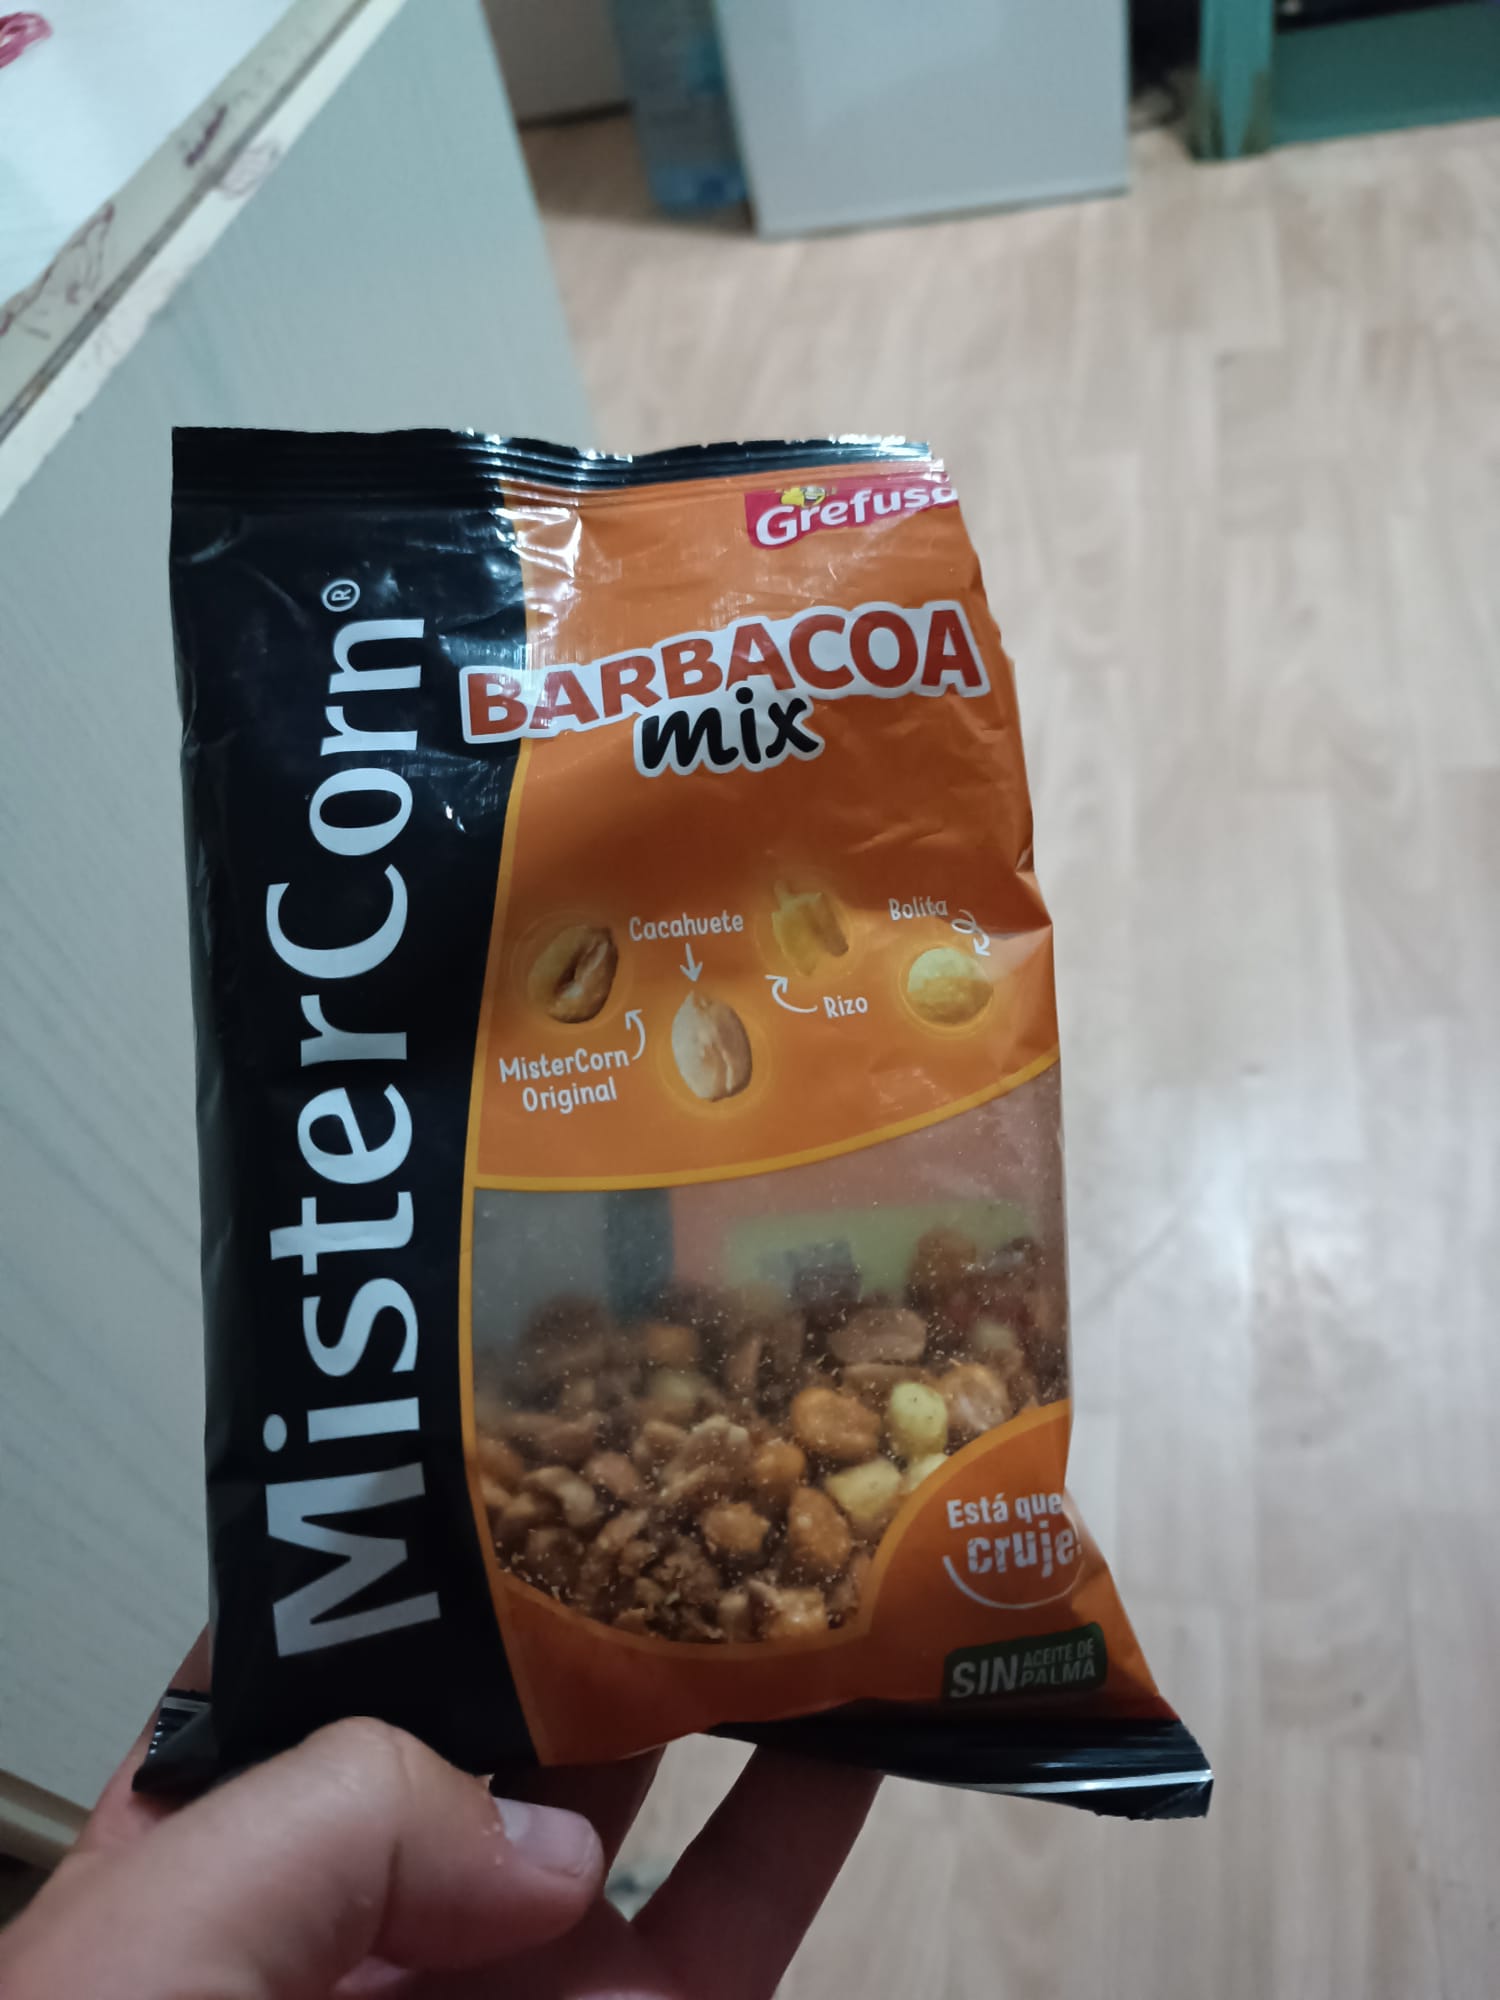 Grefusa
MisterCorn®
BARBACOA
mix
Cacahuete
Bolita
Rizo
MisterCorn
Original
Está que
cruje
SIN ACEITE DE
PALMA